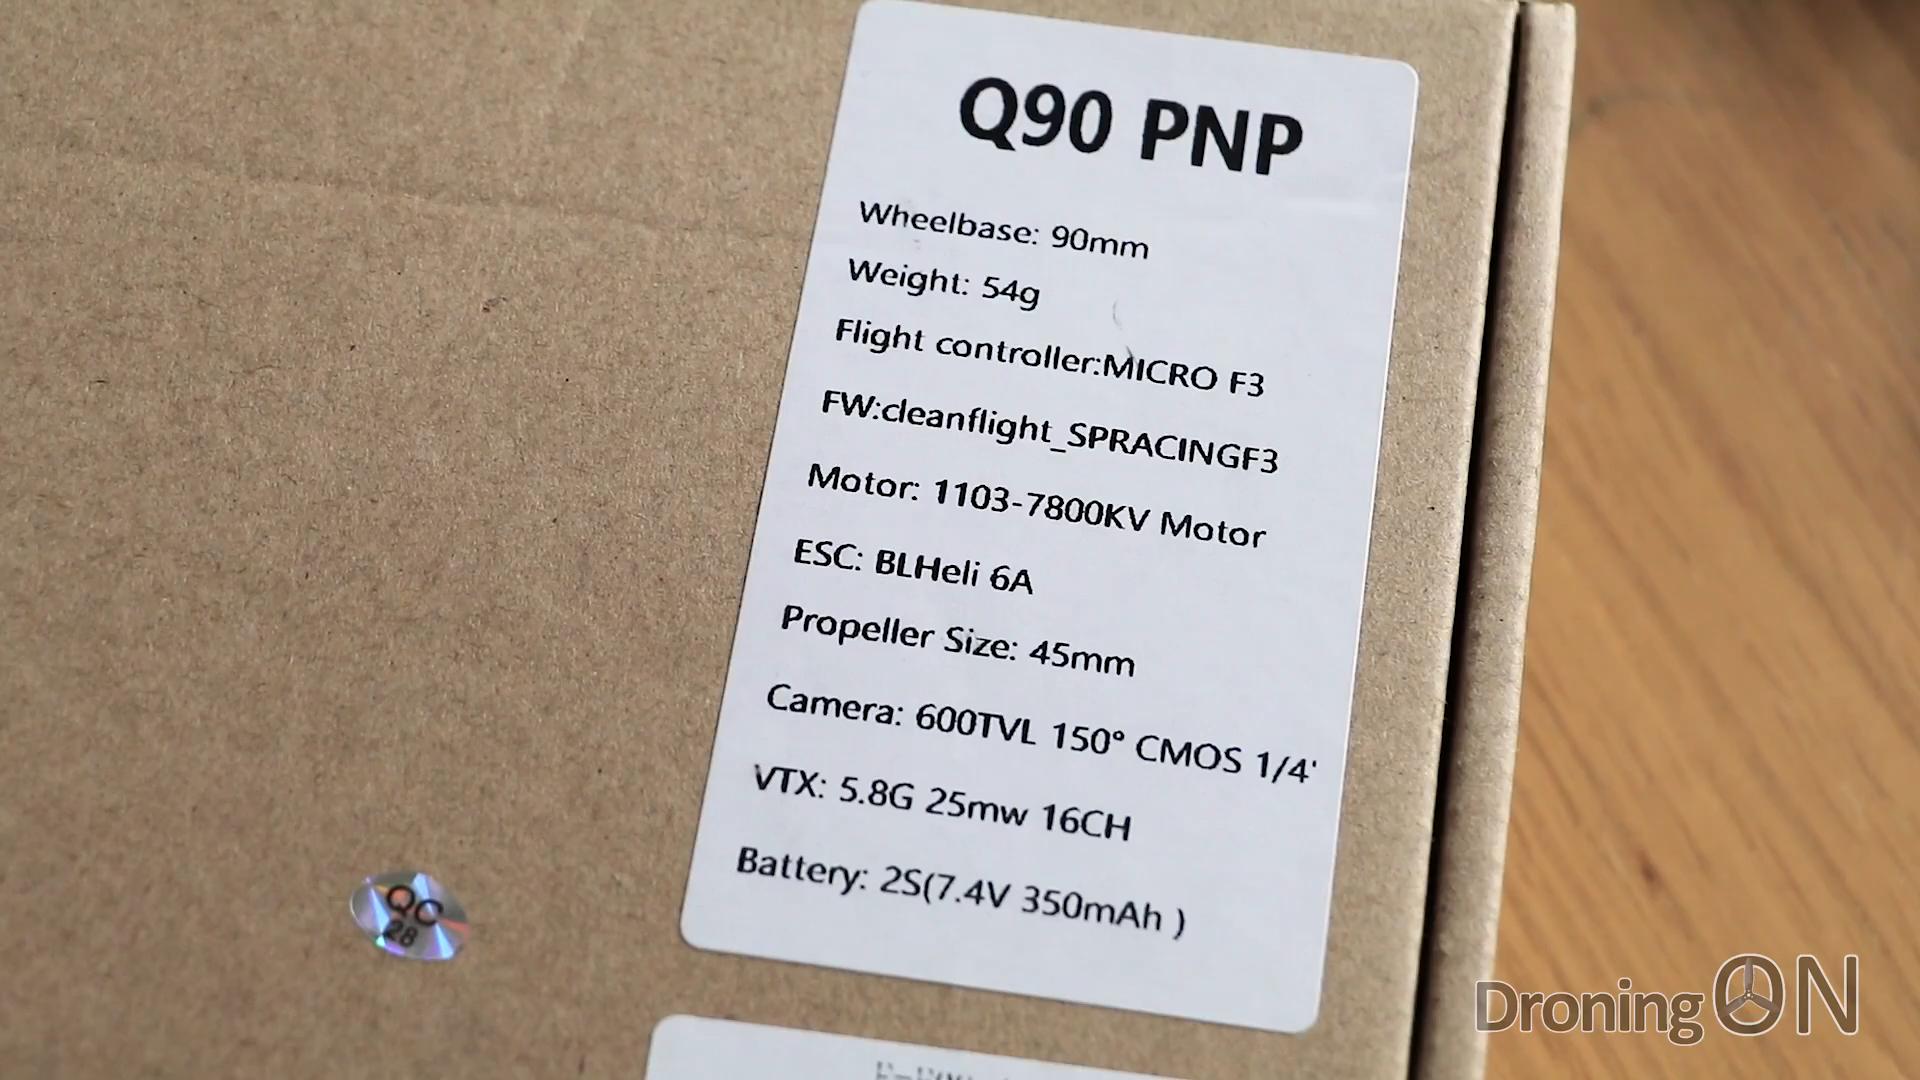 Q90 PNP
Wheelbase: 90mm
Weight: 54g
Flight controller:MICRO F3
FW:cleanflight_SPRACINGF3
Motor: 1103-7800KV Motor
ESC: BLHeli 6A
Propeller Size: 45mm
Camera: 600TVL 150° CMOS 1/4'
VTX: 5.8G 25mw 16CH
Battery: 2S(7.4V 350mAh )
QC
28
DroningON